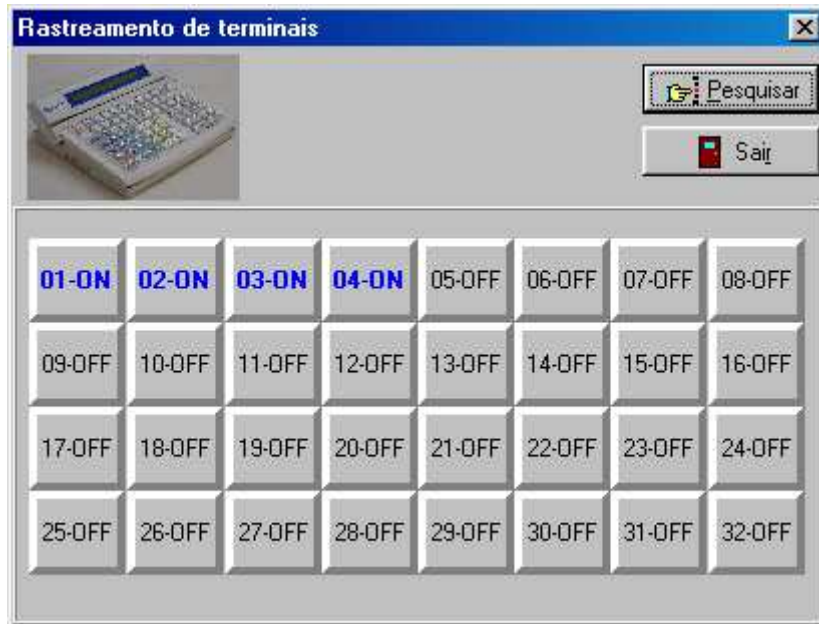 Rastreamento de terminais
Pesquisar
Sair
01-ON 02-ON 03-ON 04-ON 05-OFF 06-OFF 07-OFF 08-OFF
09-OFF 10-OFF 11-OFF 12-OFF 13-OFF 14-OFF 15-OFF 16-OFF
17-OFF 18-OFF 19-OFF 20-OFF 21-OFF 22-OFF 23-OFF 24-OFF
25-OFF 26-OFF 27-OFF 28-OFF 29-OFF 30-OFF 31-OFF 32-OFF